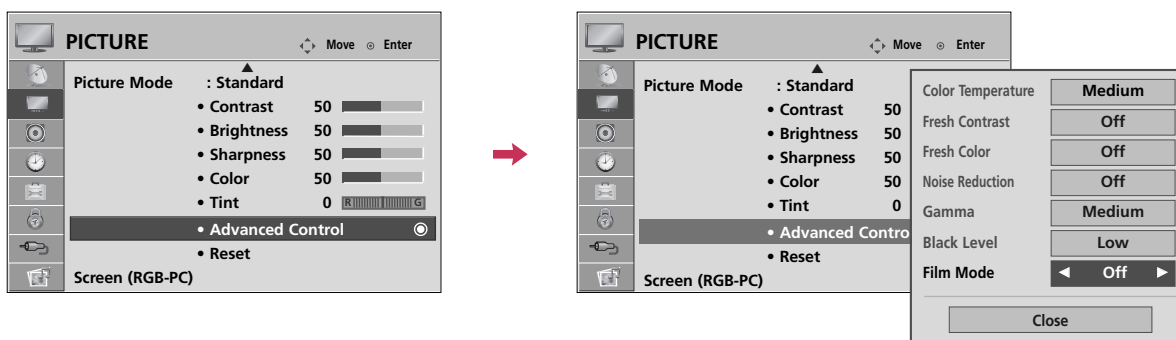 PICTURE Move Enter
Picture Mode : Standard
• Contrast 50
• Brightness 50
• Sharpness 50
• Color 50
• Tint 0 R G
• Advanced Control
• Reset
Screen (RGB-PC)
PICTURE Move Enter
Picture Mode : Standard
• Contrast 50
• Brightness 50
• Sharpness 50
• Color 50
• Tint 0
• Advanced Contro
• Reset
Screen (RGB-PC)
Color Temperature Medium
Fresh Contrast Off
Fresh Color Off
Noise Reduction Off
Gamma Medium
Black Level Low
Film Mode ◄ Off ►
Close